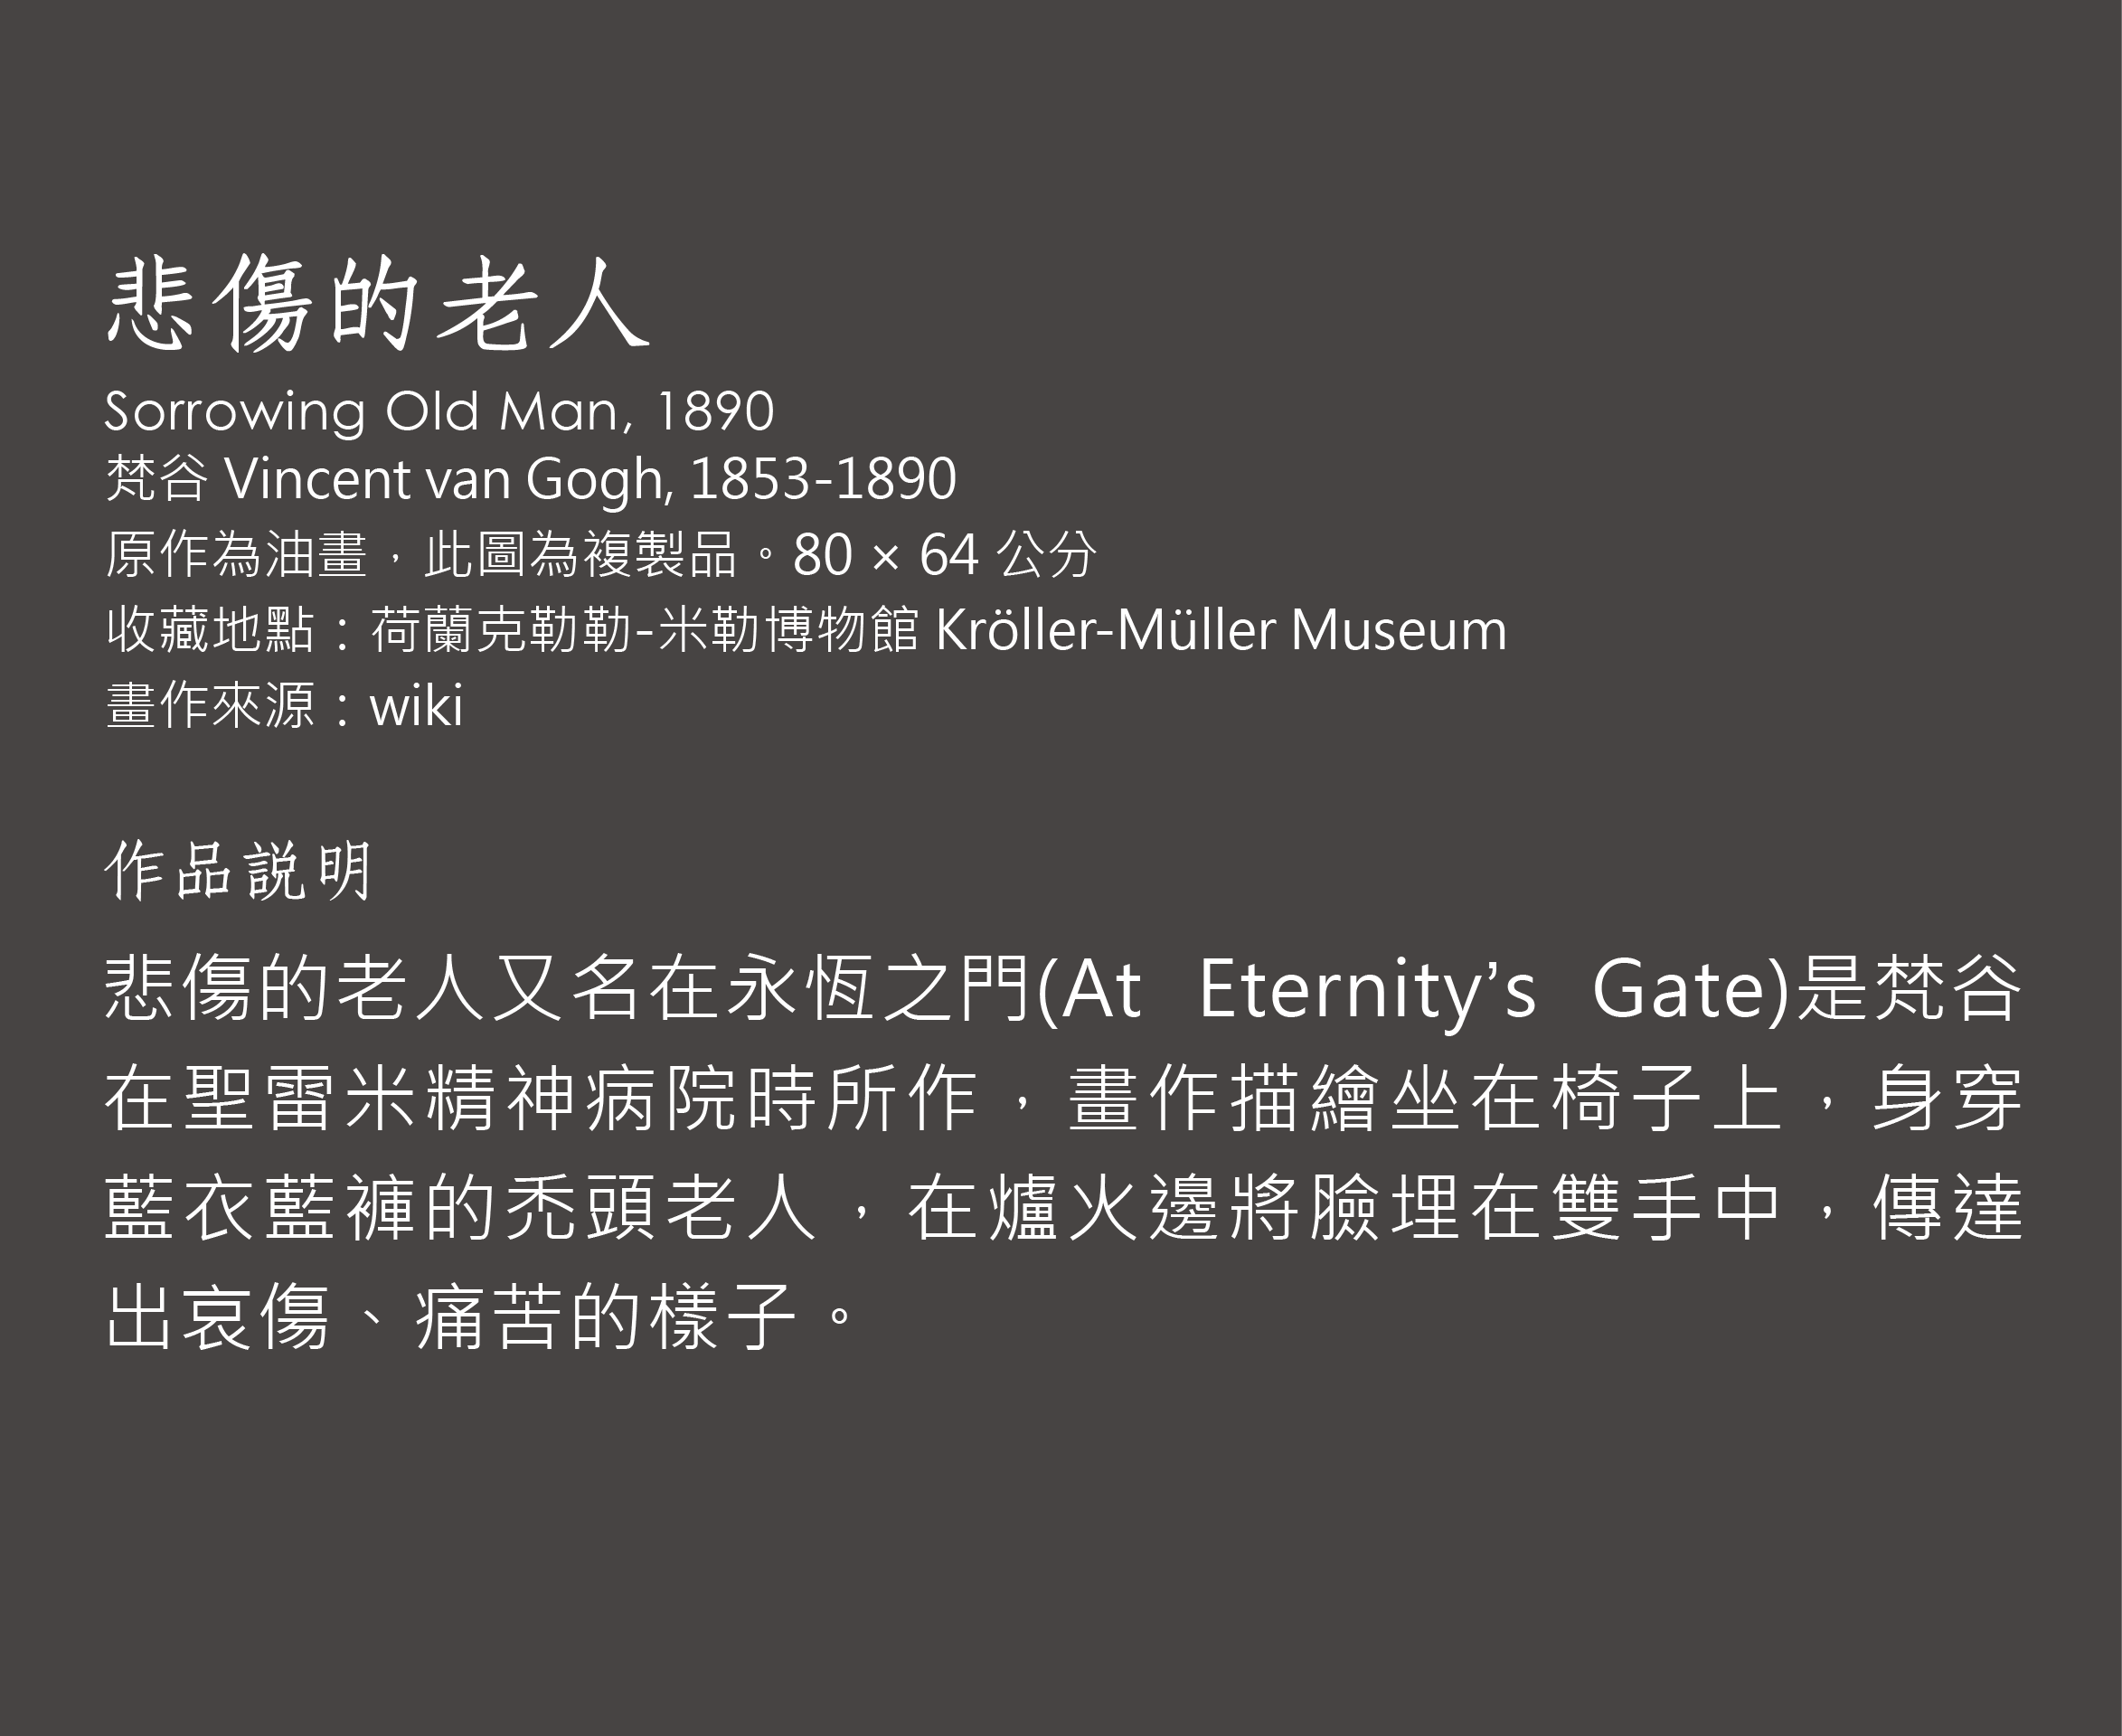 悲傷的老人
Sorrowing Old Man, 1890
梵谷 Vincent van Gogh, 1853-1890
原作為油畫，此圖為複製品。80 × 64 公分
收藏地點：荷蘭克勒勒-米勒博物館 Kröller-Müller Museum
畫作來源：wiki
作品說明
悲傷的老人又名在永恆之門(At Eternity’s Gate)是梵谷
在聖雷米精神病院時所作，畫作描繪坐在椅子上，身穿
藍衣藍褲的禿頭老人，在爐火邊將臉埋在雙手中，傳達
出哀傷、痛苦的樣子。